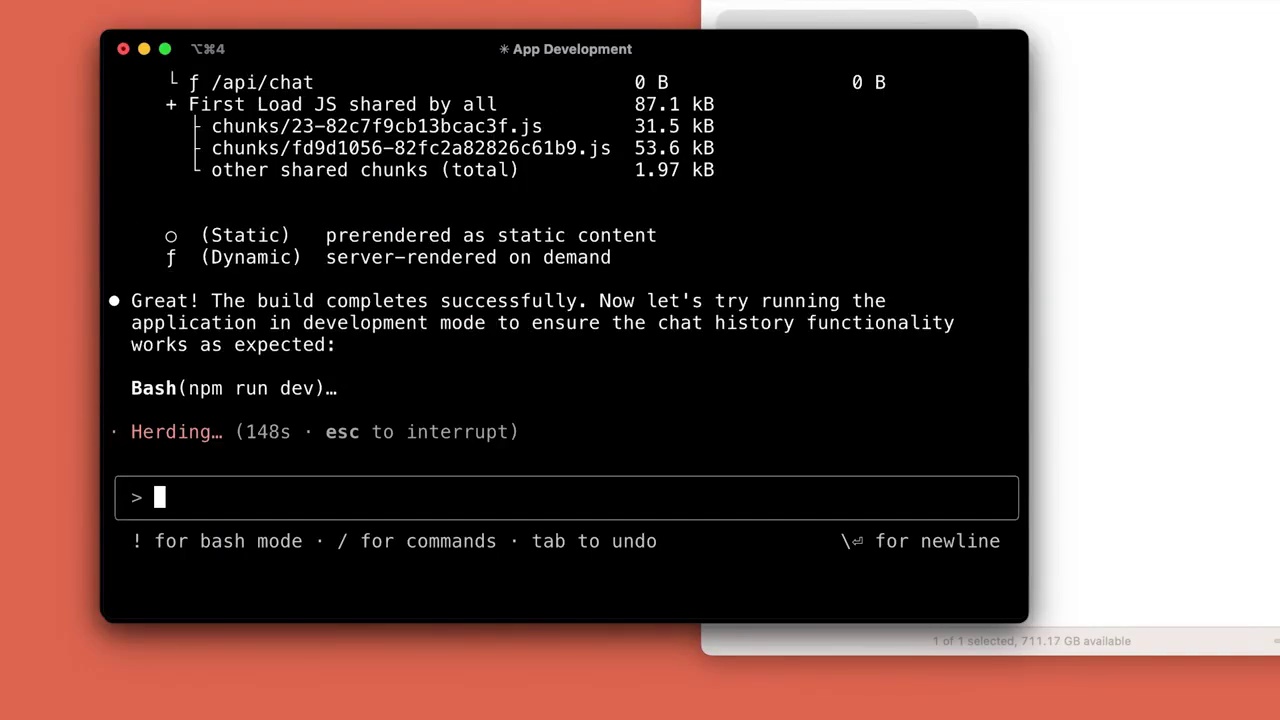 ⌥⌘4
✳ App Development
└ ƒ /api/chat 0 B 0 B
+ First Load JS shared by all 87.1 kB
├ chunks/23-82c7f9cb13bcac3f.js 31.5 kB
├ chunks/fd9d1056-82fc2a82826c61b9.js 53.6 kB
└ other shared chunks (total) 1.97 kB
○ (Static) prerendered as static content
ƒ (Dynamic) server-rendered on demand
● Great! The build completes successfully. Now let's try running the
application in development mode to ensure the chat history functionality
works as expected:
Bash(npm run dev)…
· Herding… (148s · esc to interrupt)
>
! for bash mode · / for commands · tab to undo \⏎ for newline
1 of 1 selected, 711.17 GB available